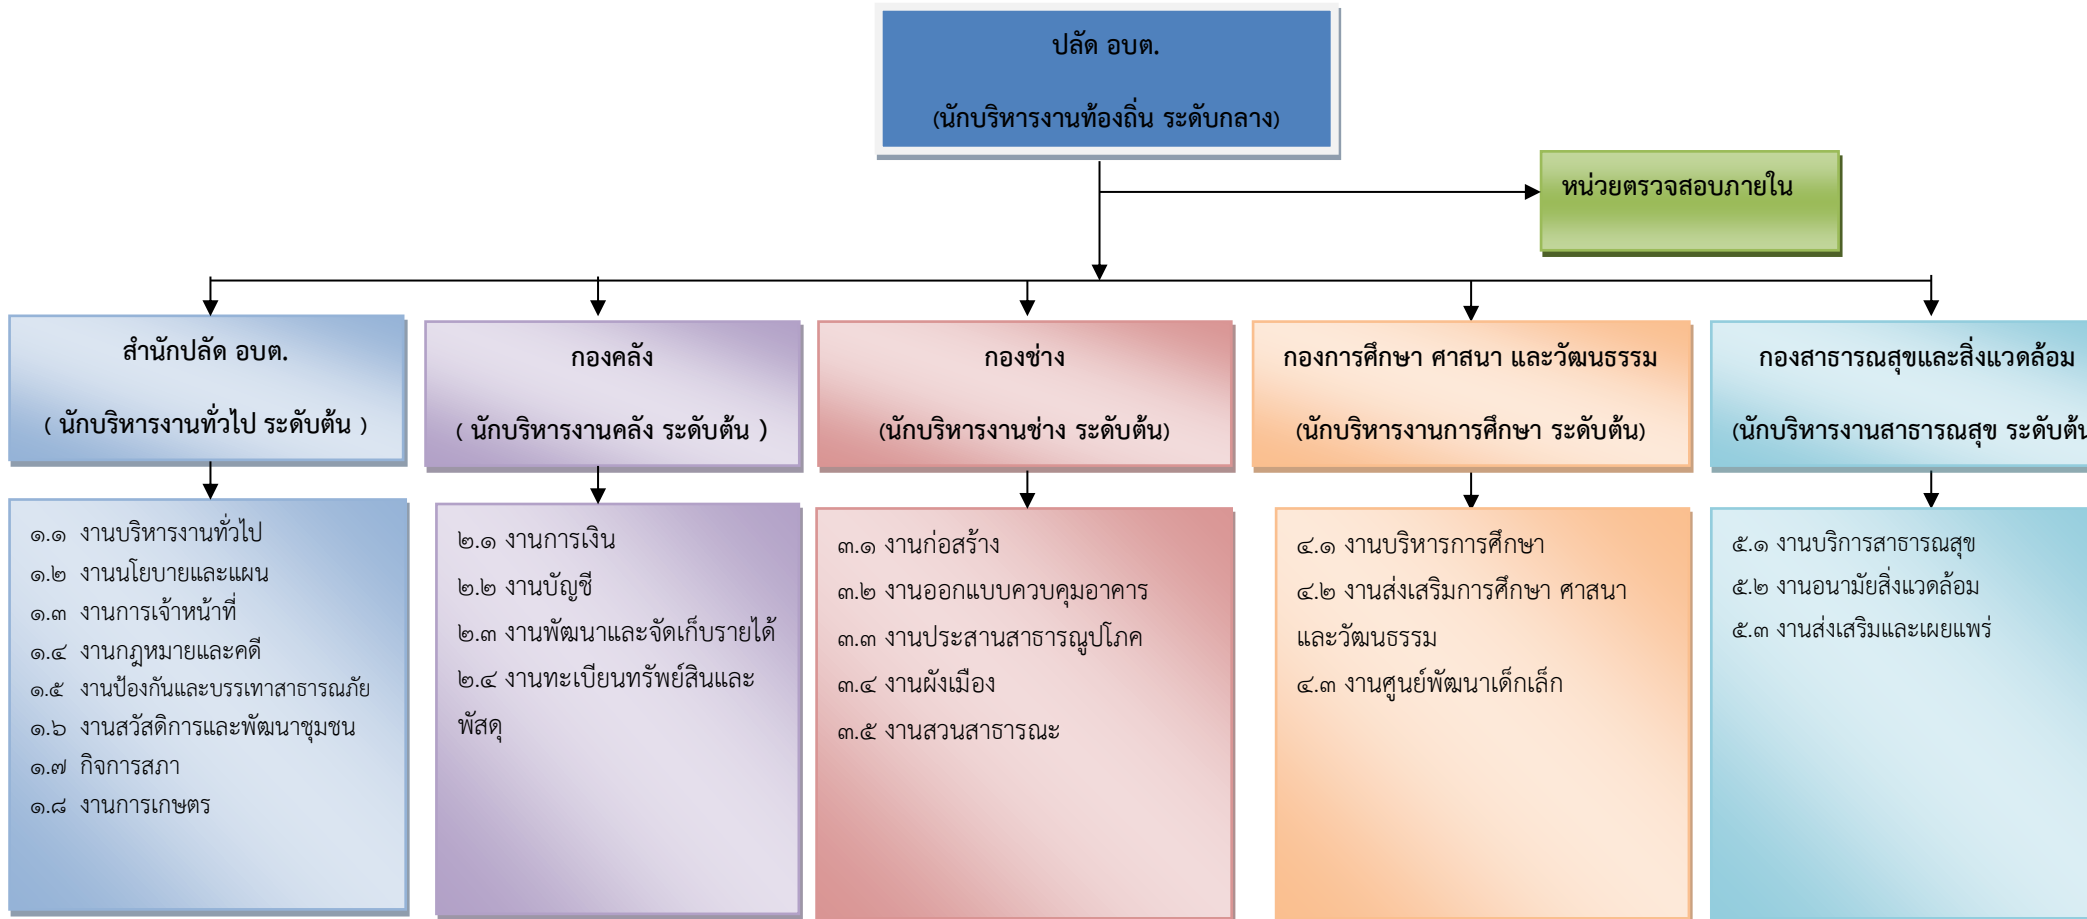 ปลัด อบต.
(นักบริหารงานท้องถิ่น ระดับกลาง)
หน่วยตรวจสอบภายใน
สำนักปลัด อบต.
( นักบริหารงานทั่วไป ระดับต้น )
กองคลัง
( นักบริหารงานคลัง ระดับต้น )
กองช่าง
(นักบริหารงานช่าง ระดับต้น)
กองการศึกษา ศาสนา และวัฒนธรรม
(นักบริหารงานการศึกษา ระดับต้น)
กองสาธารณสุขและสิ่งแวดล้อม
(นักบริหารงานสาธารณสุข ระดับต้น
๑.๑ งานบริหารงานทั่วไป
๑.๒ งานนโยบายและแผน
๑.๓ งานการเจ้าหน้าที่
๑.๔ งานกฎหมายและคดี
๑.๕ งานป้องกันและบรรเทาสาธารณภัย
๑.๖ งานสวัสดิการและพัฒนาชุมชน
๑.๗ กิจการสภา
๑.๘ งานการเกษตร
๒.๑ งานการเงิน
๒.๒ งานบัญชี
๒.๓ งานพัฒนาและจัดเก็บรายได้
๒.๔ งานทะเบียนทรัพย์สินและ
พัสดุ
๓.๑ งานก่อสร้าง
๓.๒ งานออกแบบควบคุมอาคาร
๓.๓ งานประสานสาธารณูปโภค
๓.๔ งานผังเมือง
๓.๕ งานสวนสาธารณะ
๔.๑ งานบริหารการศึกษา
๔.๒ งานส่งเสริมการศึกษา ศาสนา
และวัฒนธรรม
๔.๓ งานศูนย์พัฒนาเด็กเล็ก
๕.๑ งานบริการสาธารณสุข
๕.๒ งานอนามัยสิ่งแวดล้อม
๕.๓ งานส่งเสริมและเผยแพร่